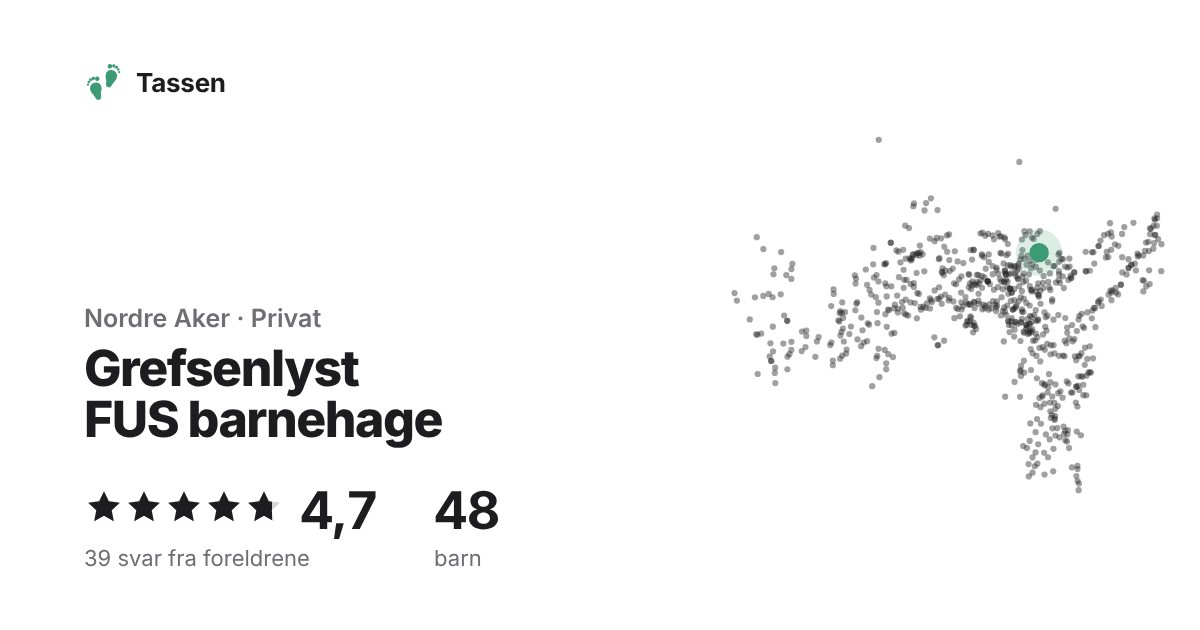 Tassen
Nordre Aker · Privat
Grefsenlyst
FUS barnehage
4,7
48
39 svar fra foreldrene
barn